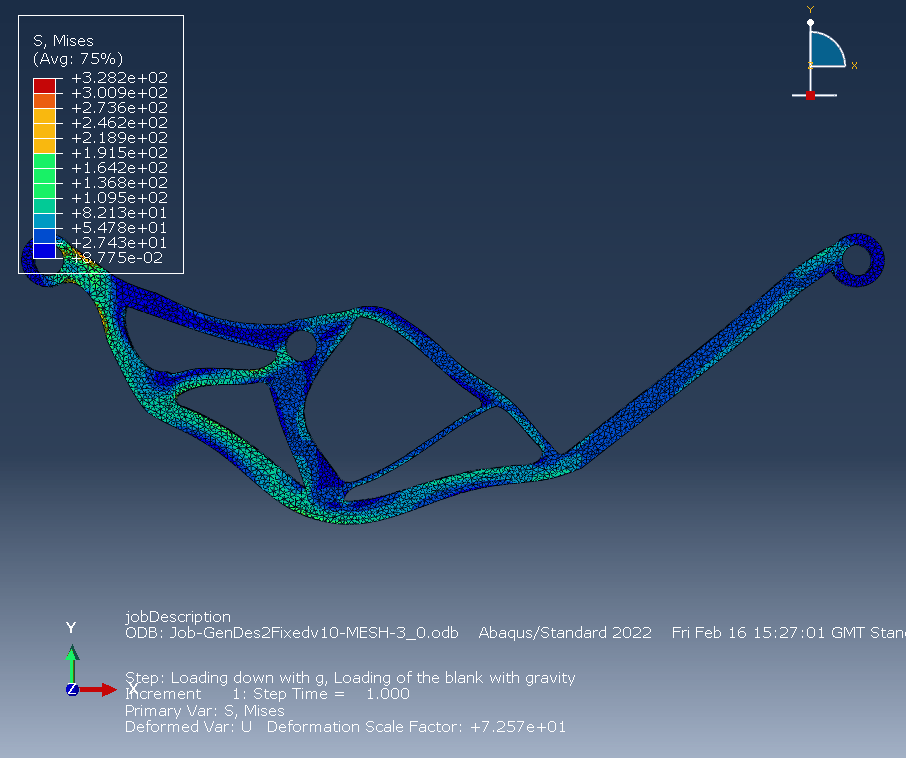 S, Mises
(Avg: 75%)
+3.282e+02
+3.009e+02
+2.736e+02
+2.462e+02
+2.189e+02
+1.915e+02
+1.642e+02
+1.368e+02
+1.095e+02
+8.213e+01
+5.478e+01
+2.743e+01
+8.775e-02
Y
Z
X
jobDescription
ODB: Job-GenDes2Fixedv10-MESH-3_0.odb Abaqus/Standard 2022 Fri Feb 16 15:27:01 GMT Stan
Y
Z
X
Step: Loading down with g, Loading of the blank with gravity
Increment 1: Step Time = 1.000
Primary Var: S, Mises
Deformed Var: U Deformation Scale Factor: +7.257e+01